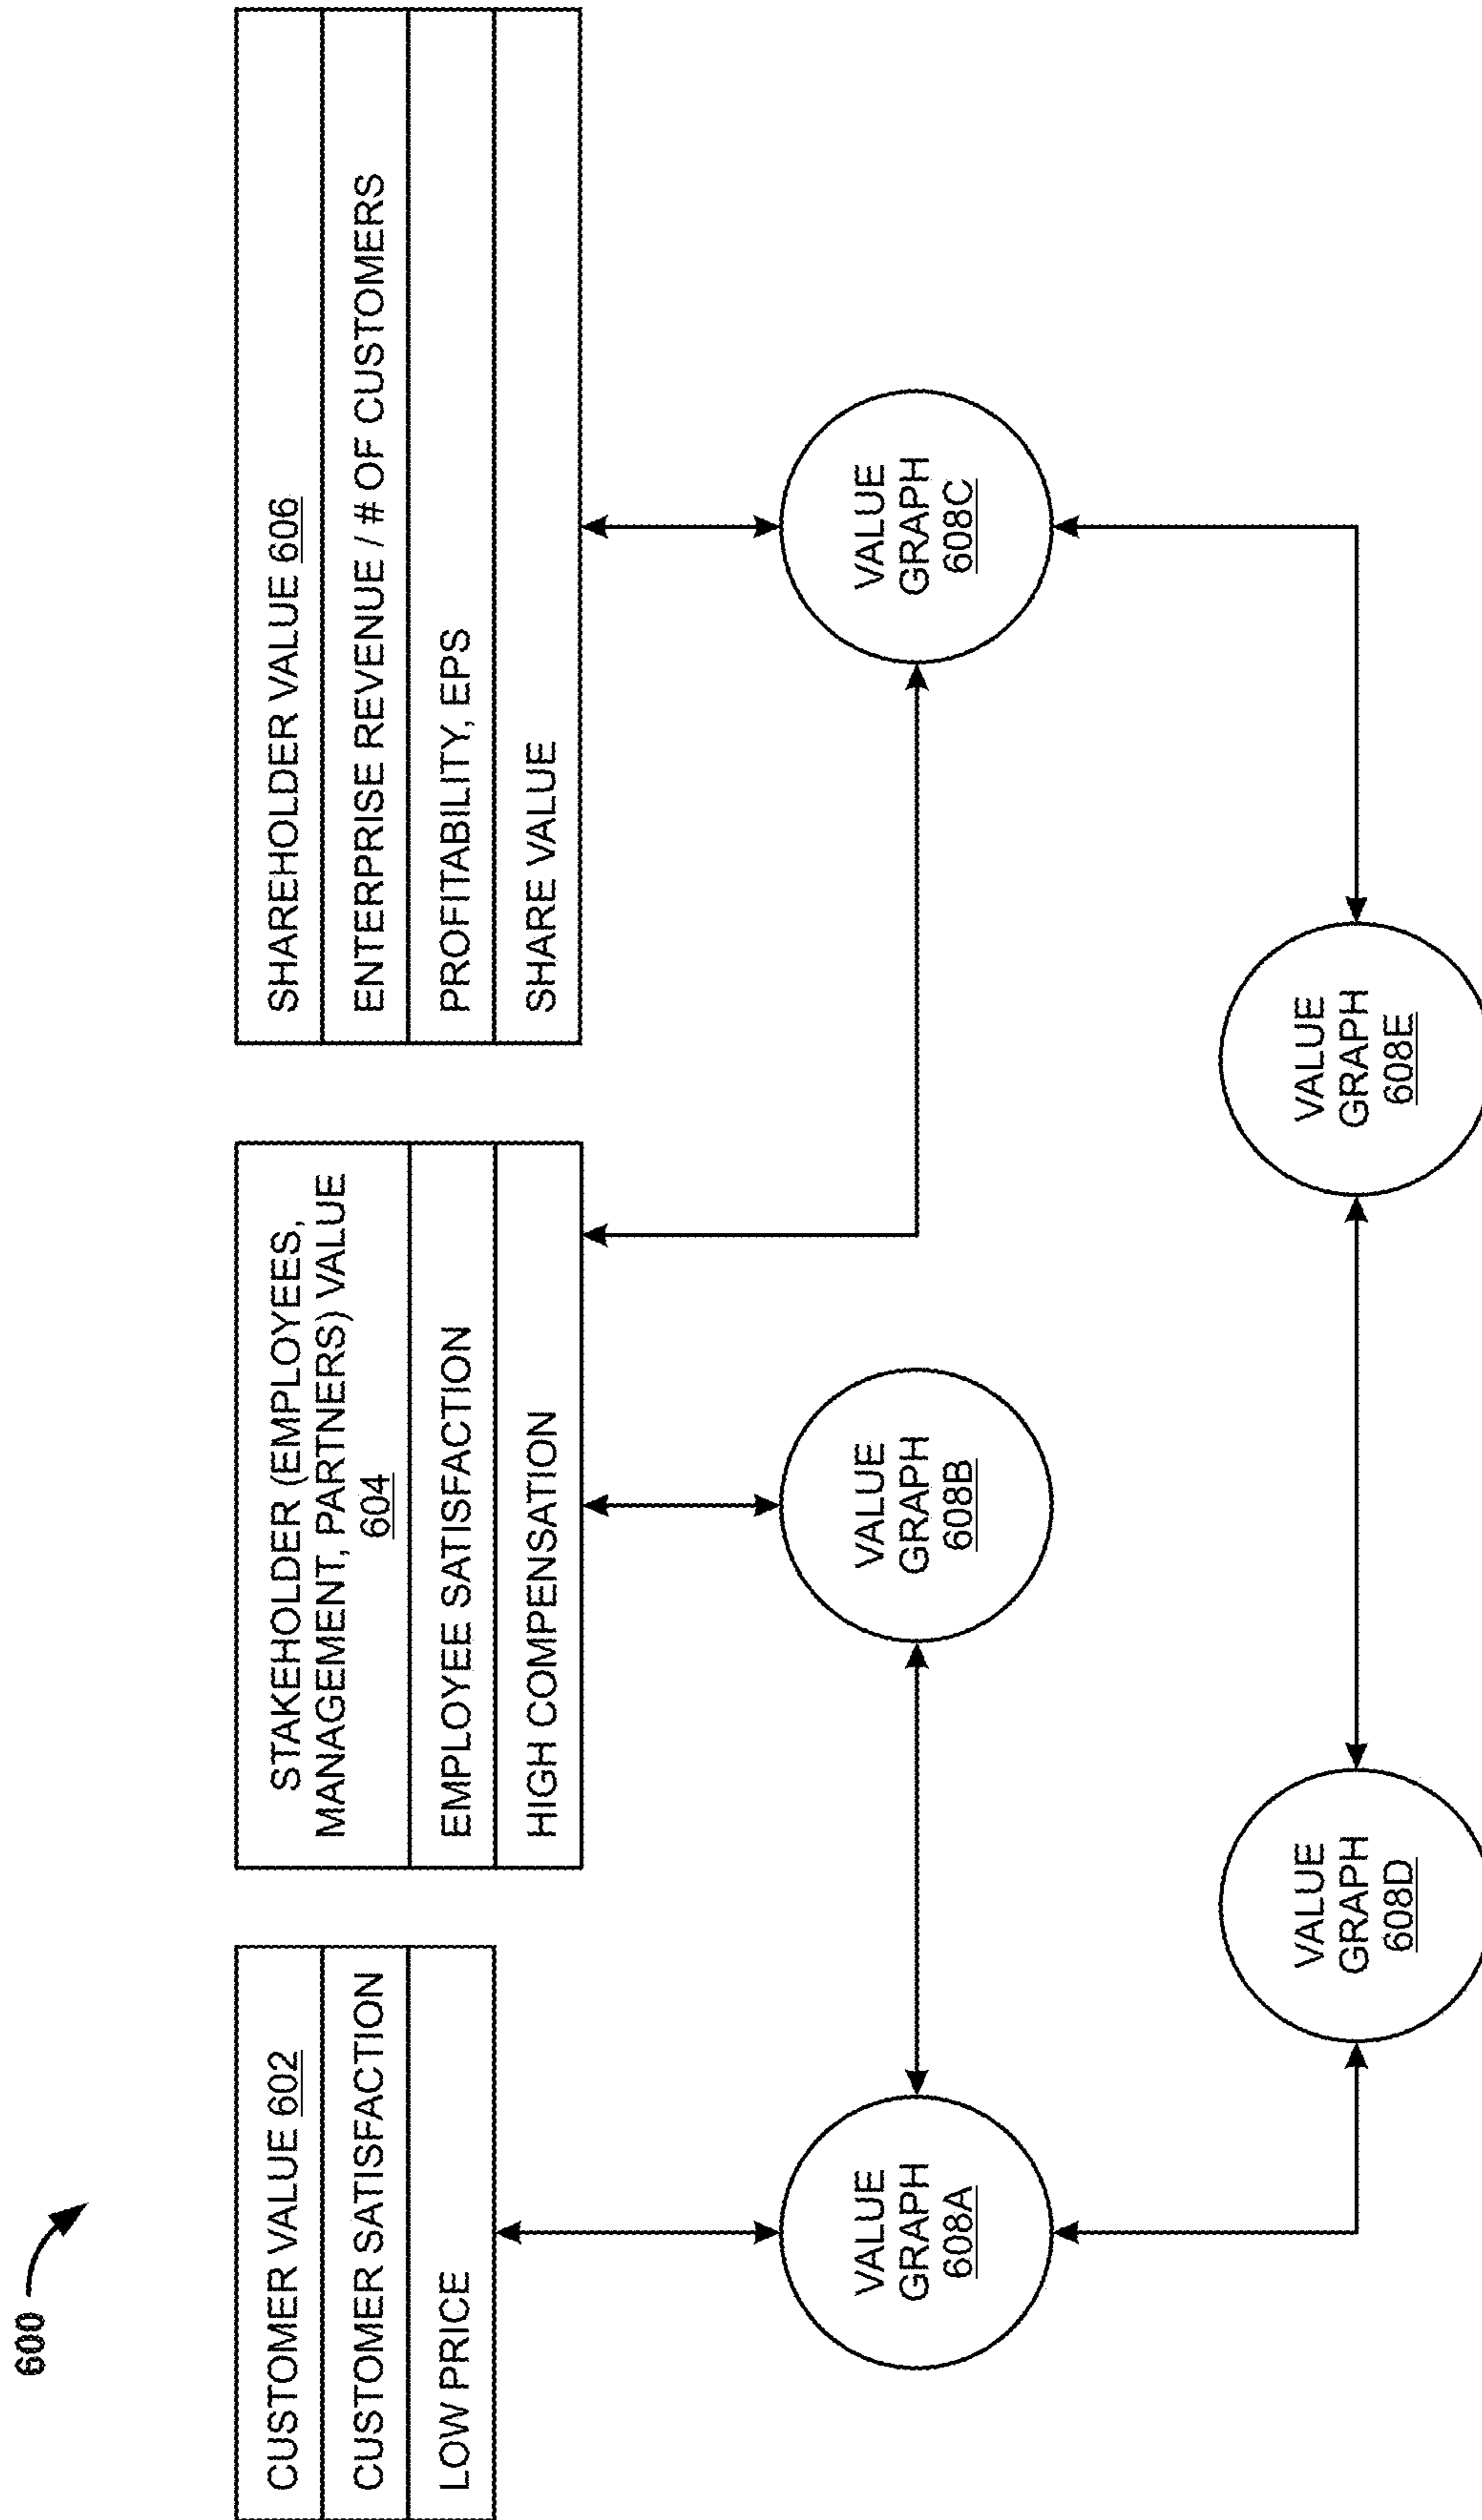 600
CUSTOMER VALUE 602
CUSTOMER SATISFACTION
LOW PRICE
STAKEHOLDER (EMPLOYEES,
MANAGEMENT, PARTNERS) VALUE
604
EMPLOYEE SATISFACTION
HIGH COMPENSATION
SHAREHOLDER VALUE 606
ENTERPRISE REVENUE / # OF CUSTOMERS
PROFITABILITY, EPS
SHARE VALUE
VALUE
GRAPH
608A
VALUE
GRAPH
608B
VALUE
GRAPH
608C
VALUE
GRAPH
608D
VALUE
GRAPH
608E